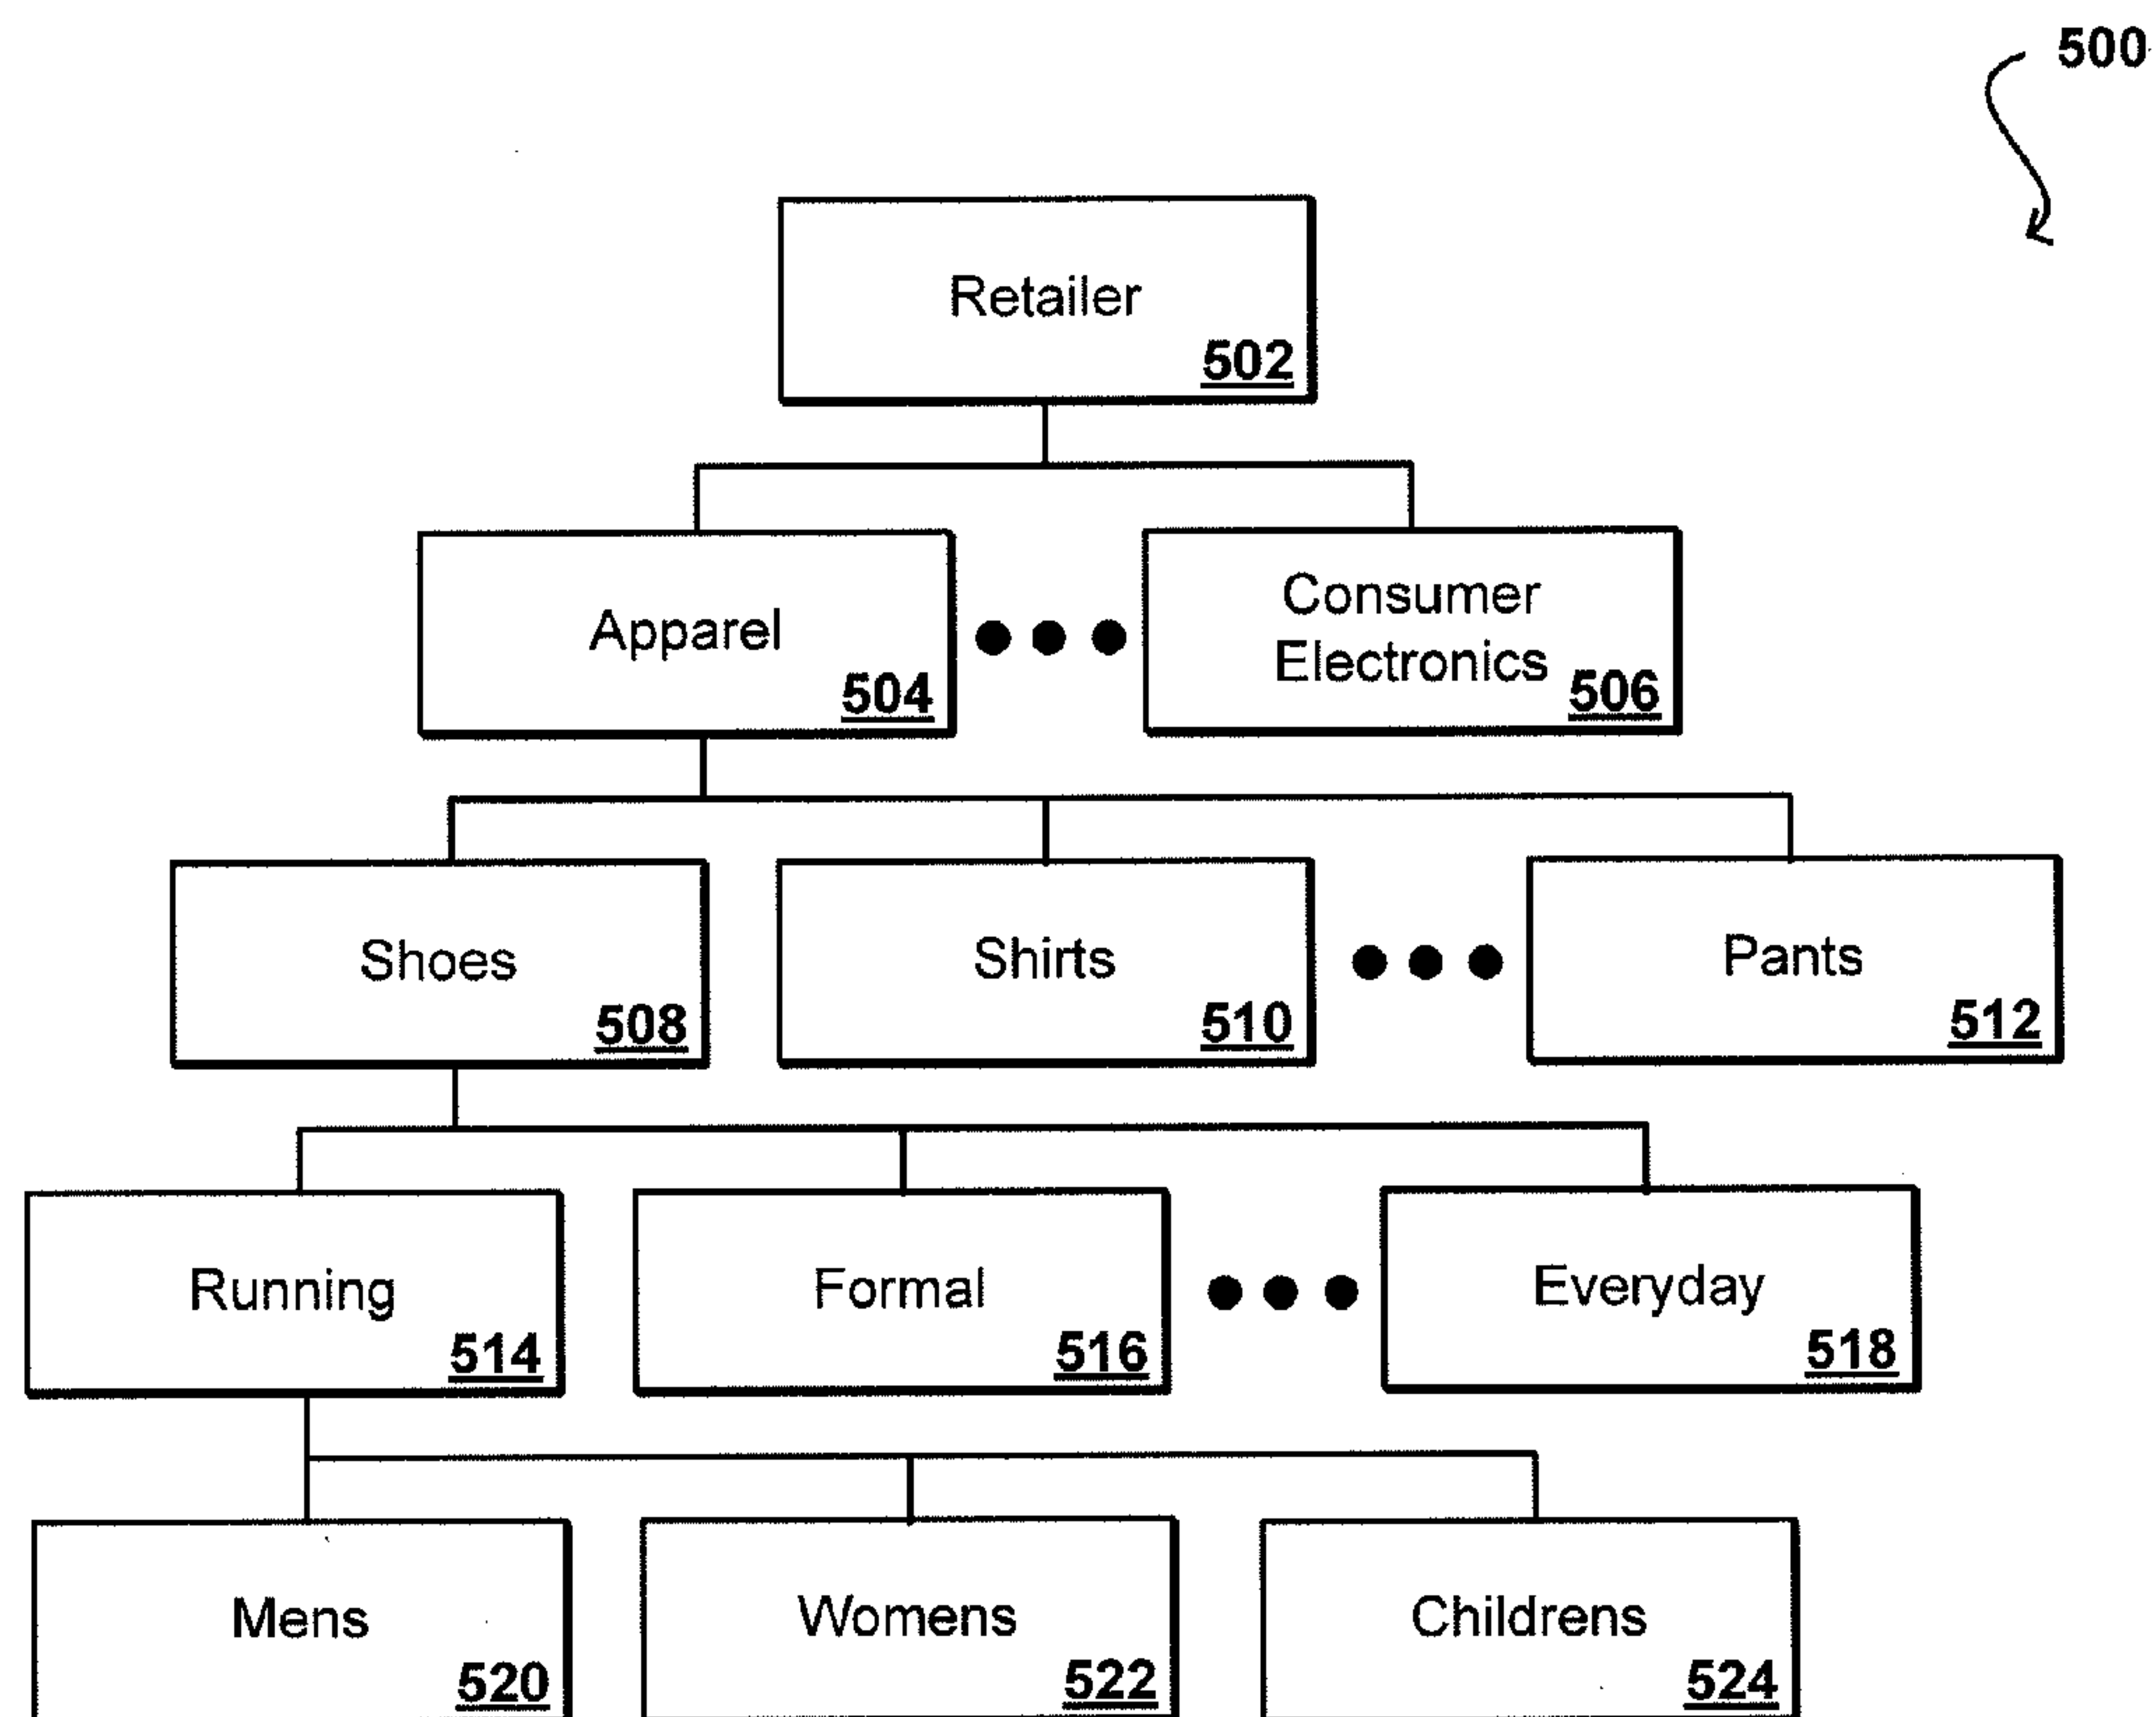 500
Retailer
502
Apparel
504
Consumer
Electronics
506
Shoes
508
Shirts
510
Pants
512
Running
514
Formal
516
Everyday
518
Mens
520
Womens
522
Childrens
524